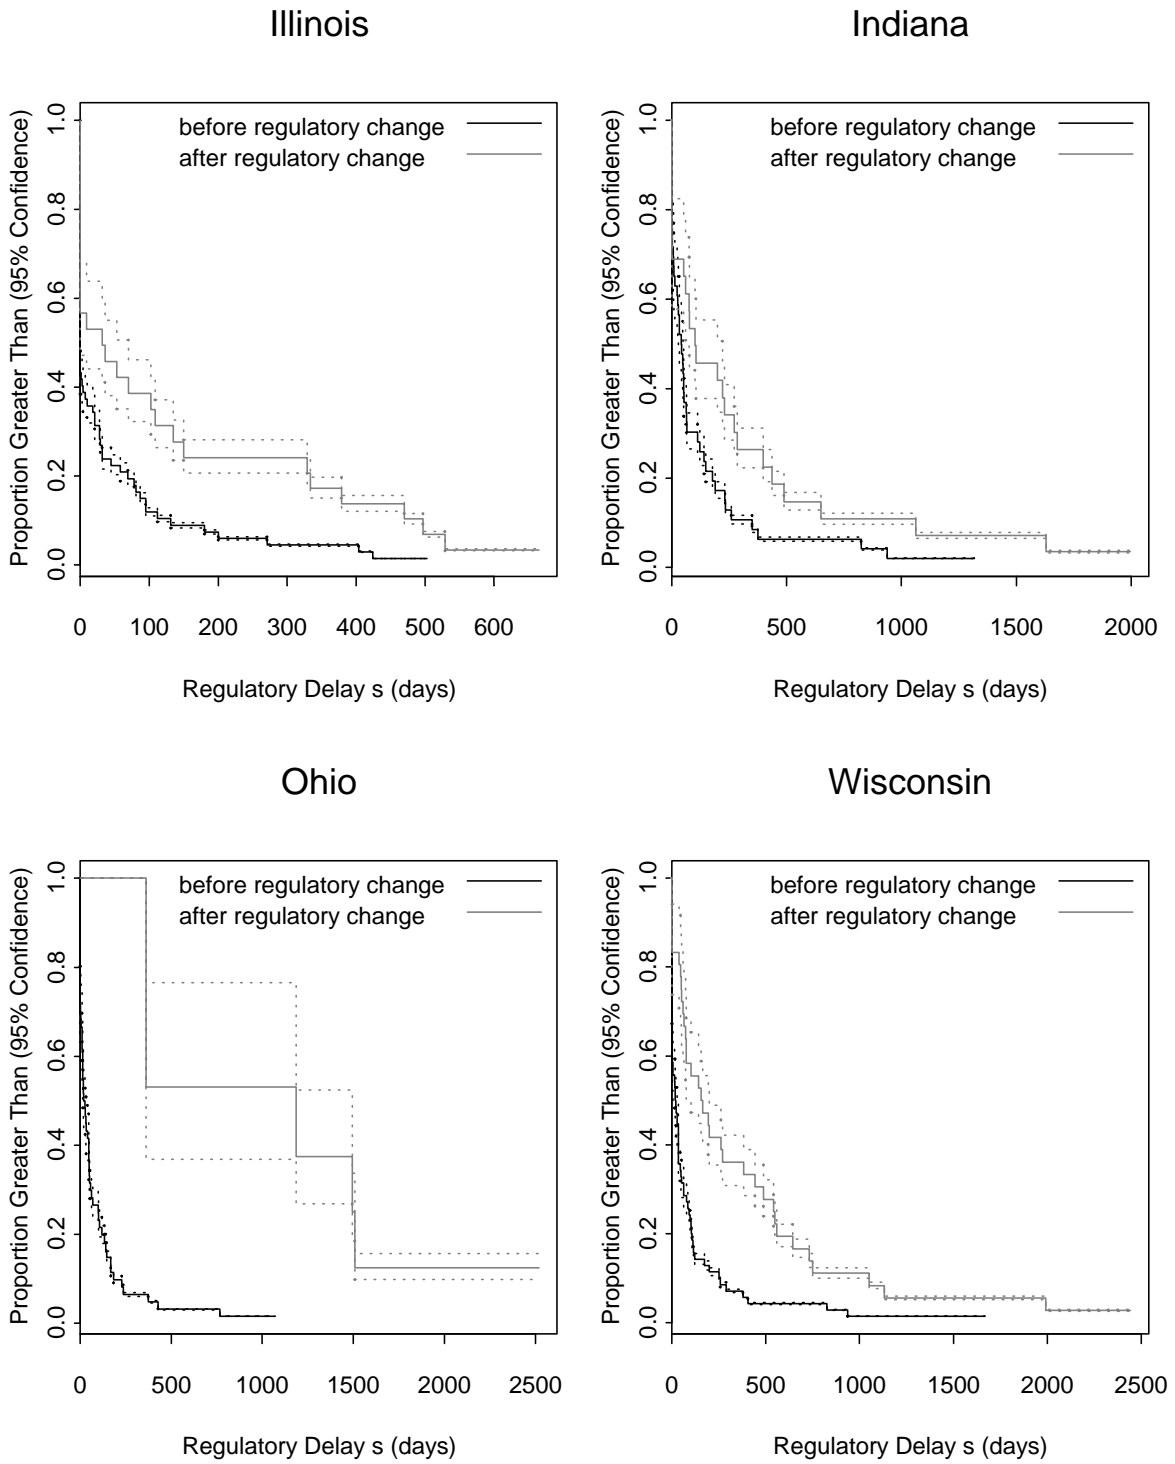 Illinois
Proportion Greater Than (95% Confidence)
0.0 0.2 0.4 0.6 0.8 1.0
before regulatory change
after regulatory change
0 100 200 300 400 500 600
Regulatory Delay s (days)
Indiana
Proportion Greater Than (95% Confidence)
0.0 0.2 0.4 0.6 0.8 1.0
before regulatory change
after regulatory change
0 500 1000 1500 2000
Regulatory Delay s (days)
Ohio
Proportion Greater Than (95% Confidence)
0.0 0.2 0.4 0.6 0.8 1.0
before regulatory change
after regulatory change
0 500 1000 1500 2000 2500
Regulatory Delay s (days)
Wisconsin
Proportion Greater Than (95% Confidence)
0.0 0.2 0.4 0.6 0.8 1.0
before regulatory change
after regulatory change
0 500 1000 1500 2000 2500
Regulatory Delay s (days)